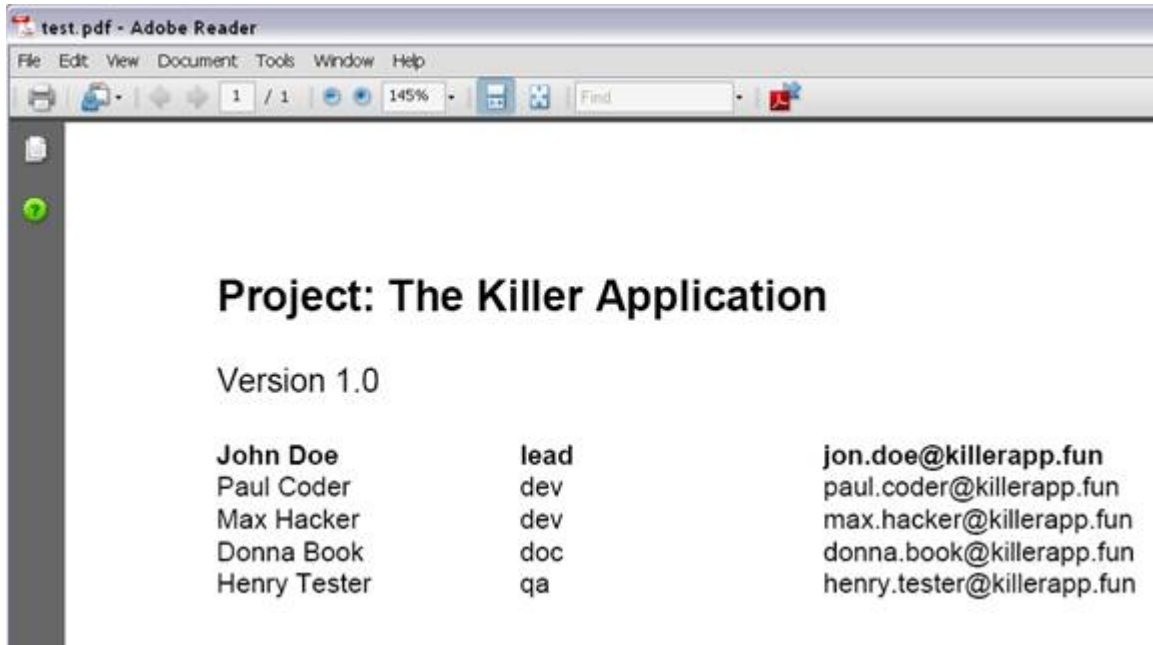 test.pdf - Adobe Reader
File Edit View Document Tools Window Help
1 / 1 145% Find
Project: The Killer Application
Version 1.0
John Doe lead jon.doe@killerapp.fun
Paul Coder dev paul.coder@killerapp.fun
Max Hacker dev max.hacker@killerapp.fun
Donna Book doc donna.book@killerapp.fun
Henry Tester qa henry.tester@killerapp.fun